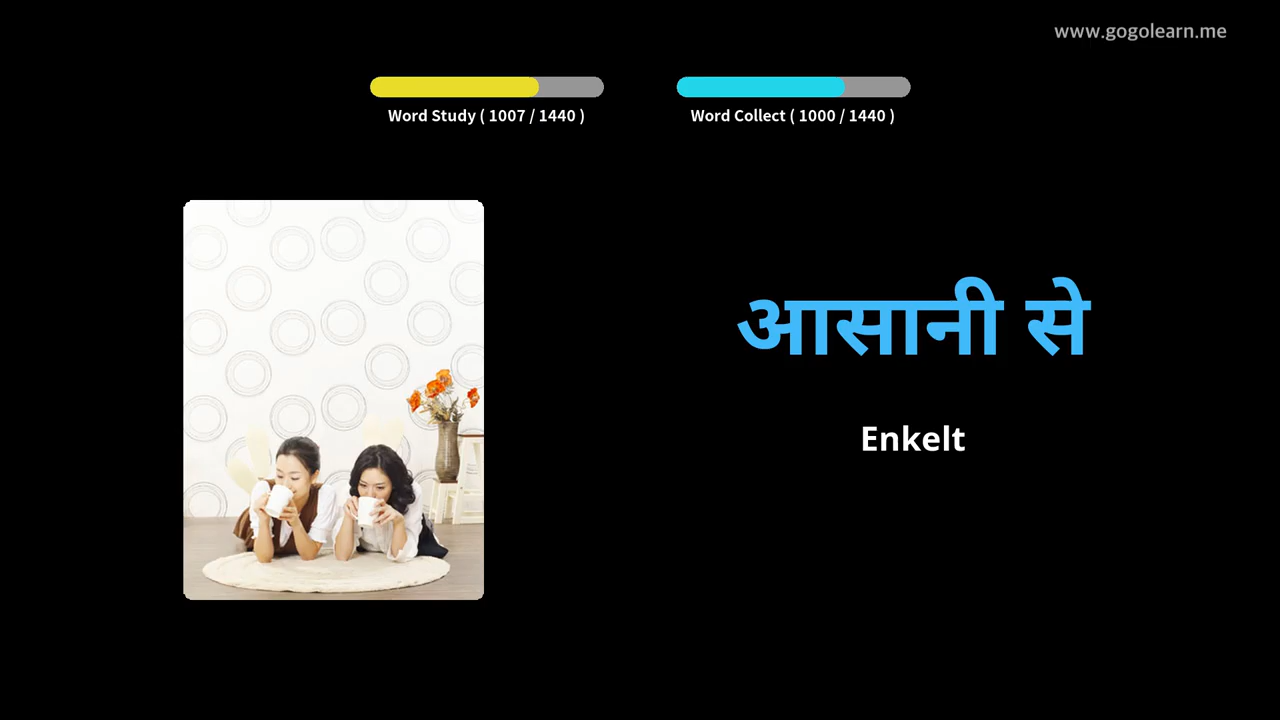 www.gogolearn.me
Word Study ( 1007 / 1440 )
Word Collect ( 1000 / 1440 )
आसानी से
Enkelt